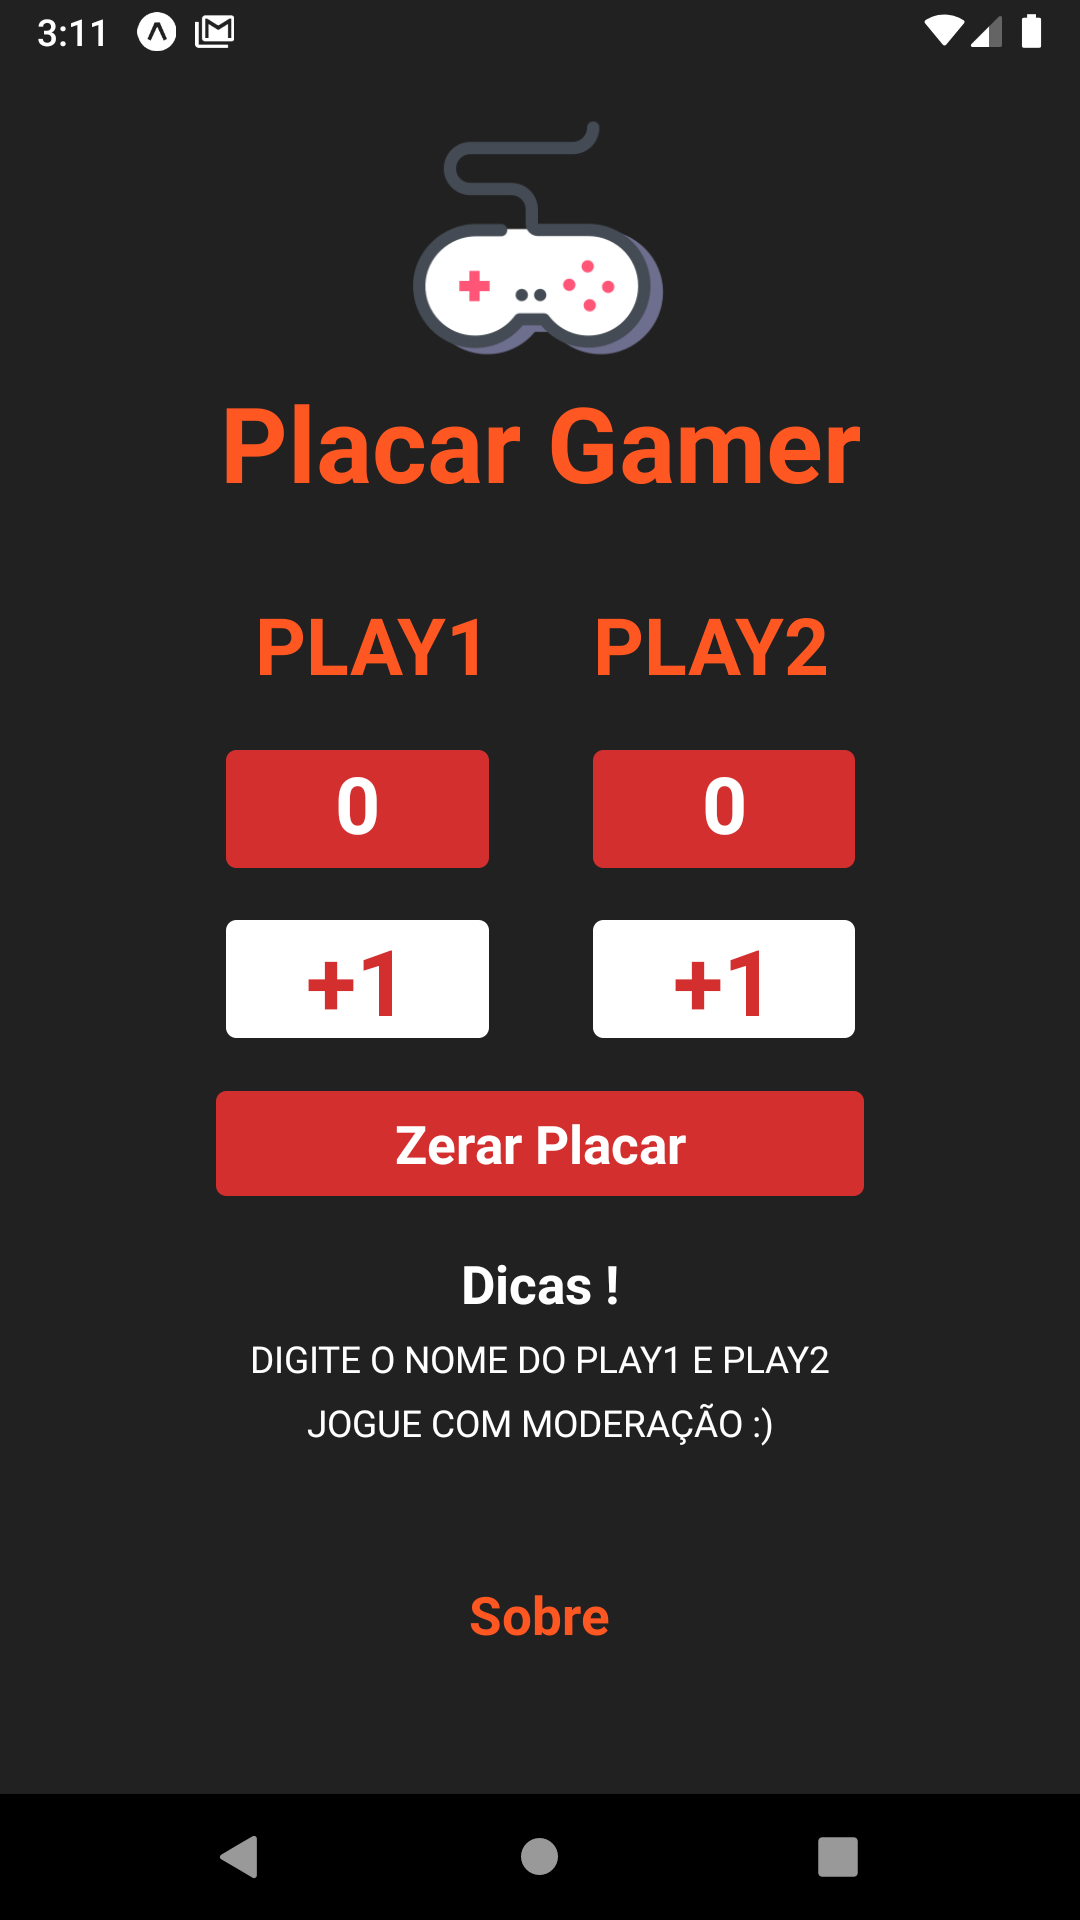 3:11
Placar Gamer
PLAY1 PLAY2
0 0
+1 +1
Zerar Placar
Dicas !
DIGITE O NOME DO PLAY1 E PLAY2
JOGUE COM MODERAÇÃO :)
Sobre